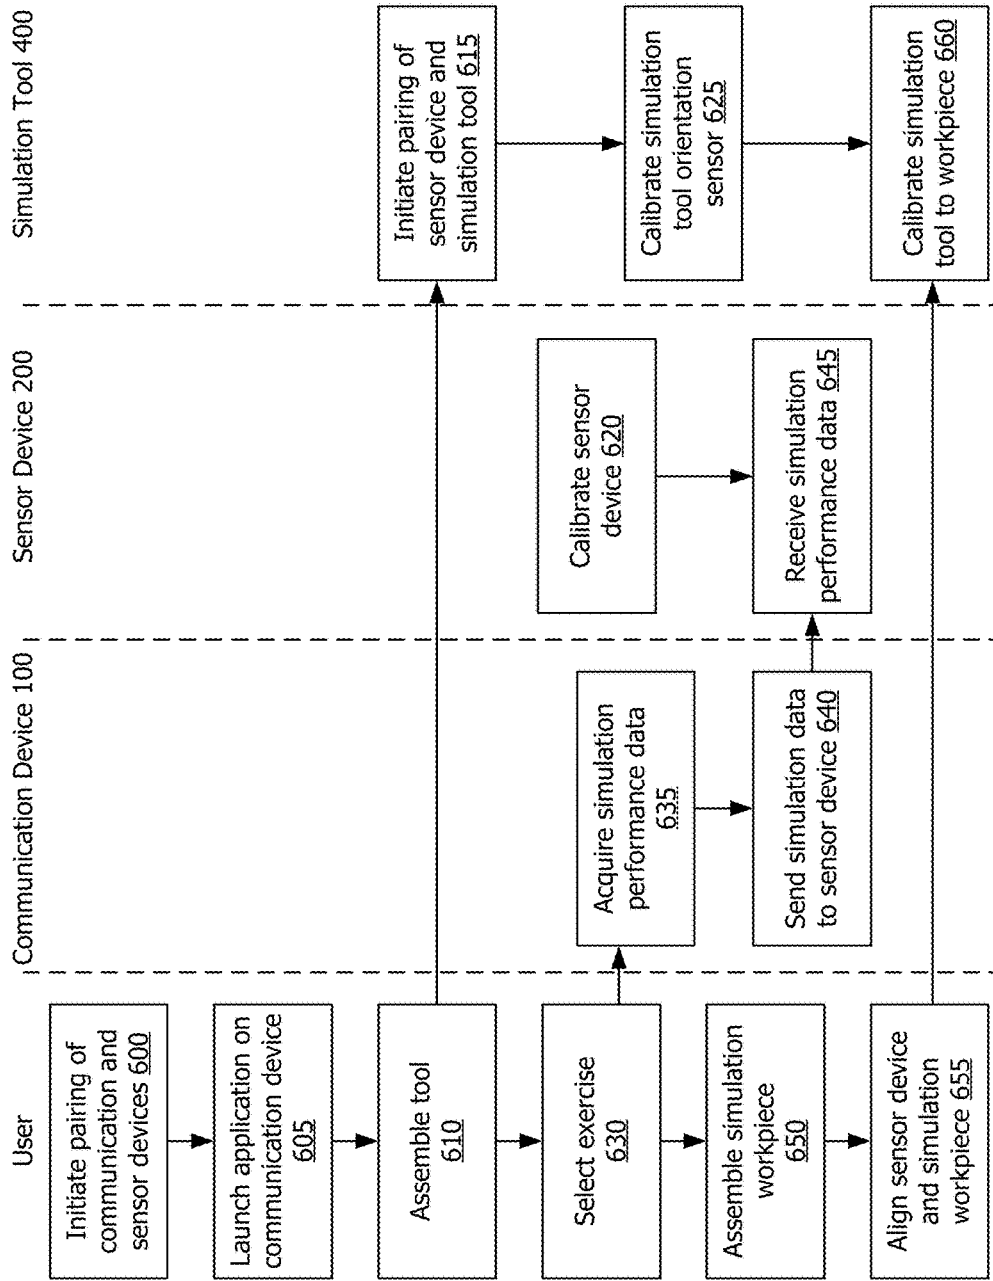 User
Initiate pairing of
communication and
sensor devices 600
Launch application on
communication device
605
Assemble tool
610
Select exercise
630
Assemble simulation
workpiece
650
Align sensor device
and simulation
workpiece 655
Communication Device 100
Acquire simulation
performance data
635
Send simulation data
to sensor device 640
Sensor Device 200
Calibrate sensor
device 620
Receive simulation
performance data 645
Simulation Tool 400
Initiate pairing of
sensor device and
simulation tool 615
Calibrate simulation
tool orientation
sensor 625
Calibrate simulation
tool to workpiece 660